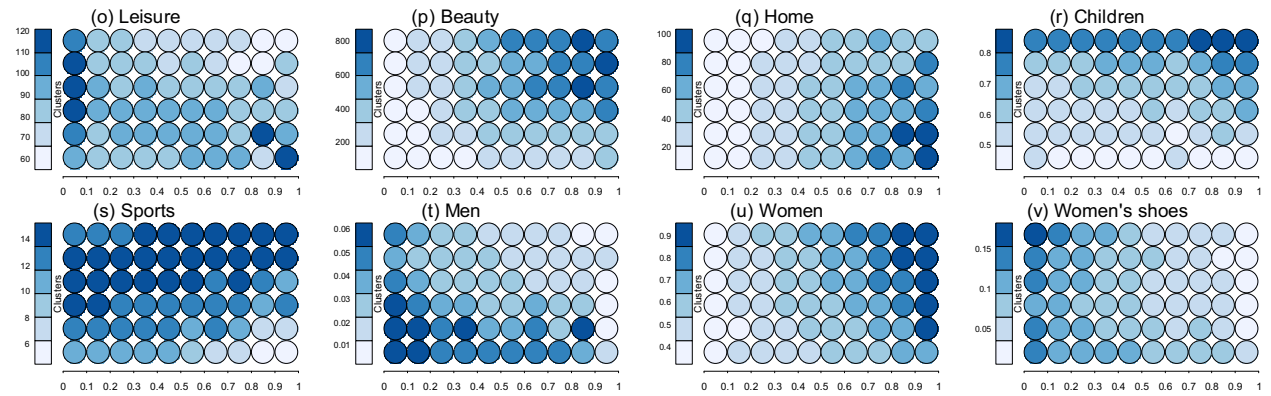 (o) Leisure
120
110
100
90
80
70
60
Clusters
0 0.1 0.2 0.3 0.4 0.5 0.6 0.7 0.8 0.9 1
(p) Beauty
800
600
400
200
Clusters
0 0.1 0.2 0.3 0.4 0.5 0.6 0.7 0.8 0.9 1
(q) Home
100
80
60
40
20
Clusters
0 0.1 0.2 0.3 0.4 0.5 0.6 0.7 0.8 0.9 1
(r) Children
0.8
0.7
0.6
0.5
Clusters
0 0.1 0.2 0.3 0.4 0.5 0.6 0.7 0.8 0.9 1
(s) Sports
14
12
10
8
6
Clusters
0 0.1 0.2 0.3 0.4 0.5 0.6 0.7 0.8 0.9 1
(t) Men
0.06
0.05
0.04
0.03
0.02
0.01
Clusters
0 0.1 0.2 0.3 0.4 0.5 0.6 0.7 0.8 0.9 1
(u) Women
0.9
0.8
0.7
0.6
0.5
0.4
Clusters
0 0.1 0.2 0.3 0.4 0.5 0.6 0.7 0.8 0.9 1
(v) Women's shoes
0.15
0.1
0.05
Clusters
0 0.1 0.2 0.3 0.4 0.5 0.6 0.7 0.8 0.9 1